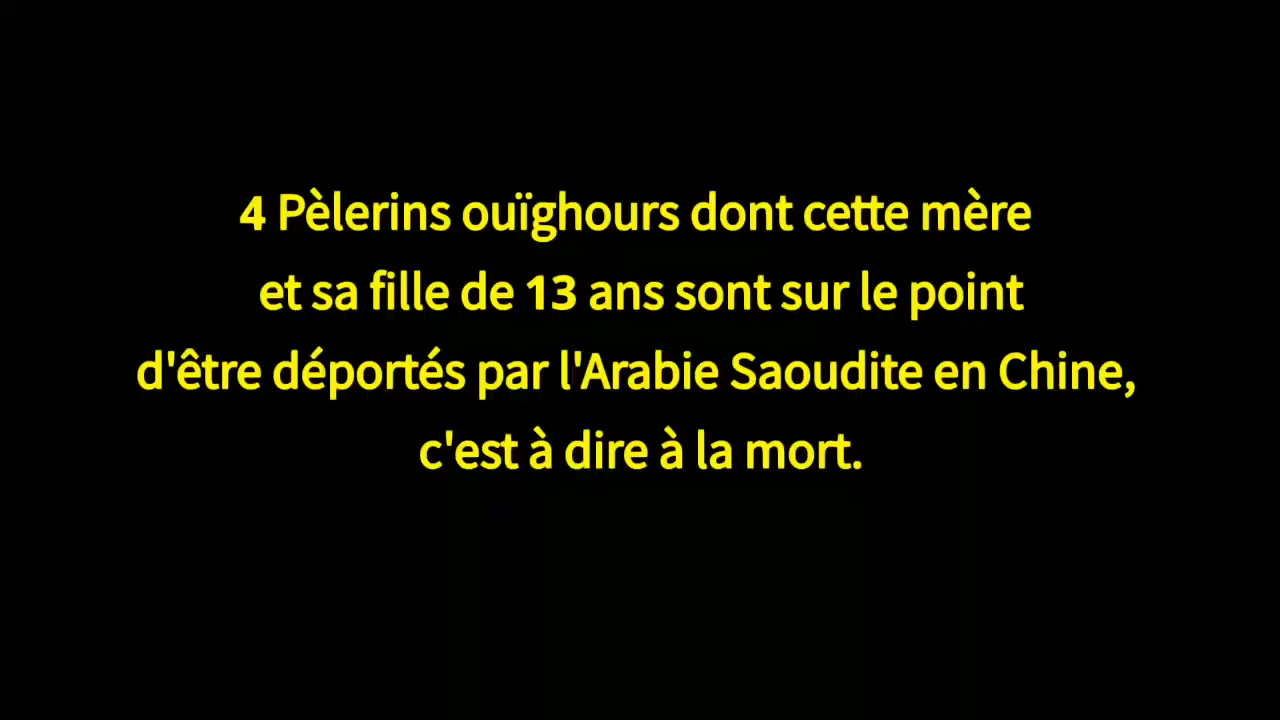 4 Pèlerins ouïghours dont cette mère
et sa fille de 13 ans sont sur le point
d'être déportés par l'Arabie Saoudite en Chine,
c'est à dire à la mort.